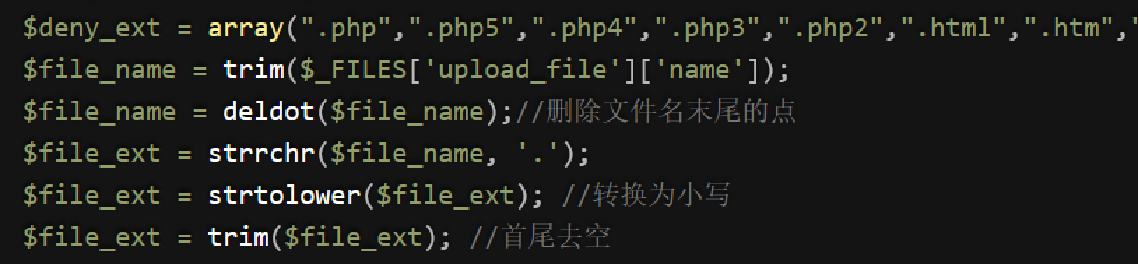 $deny_ext = array(".php",".php5",".php4",".php3",".php2",".html",".htm","
$file_name = trim($_FILES['upload_file']['name']);
$file_name = deldot($file_name);//删除文件名末尾的点
$file_ext = strrchr($file_name, '.');
$file_ext = strtolower($file_ext); //转换为小写
$file_ext = trim($file_ext); //首尾去空